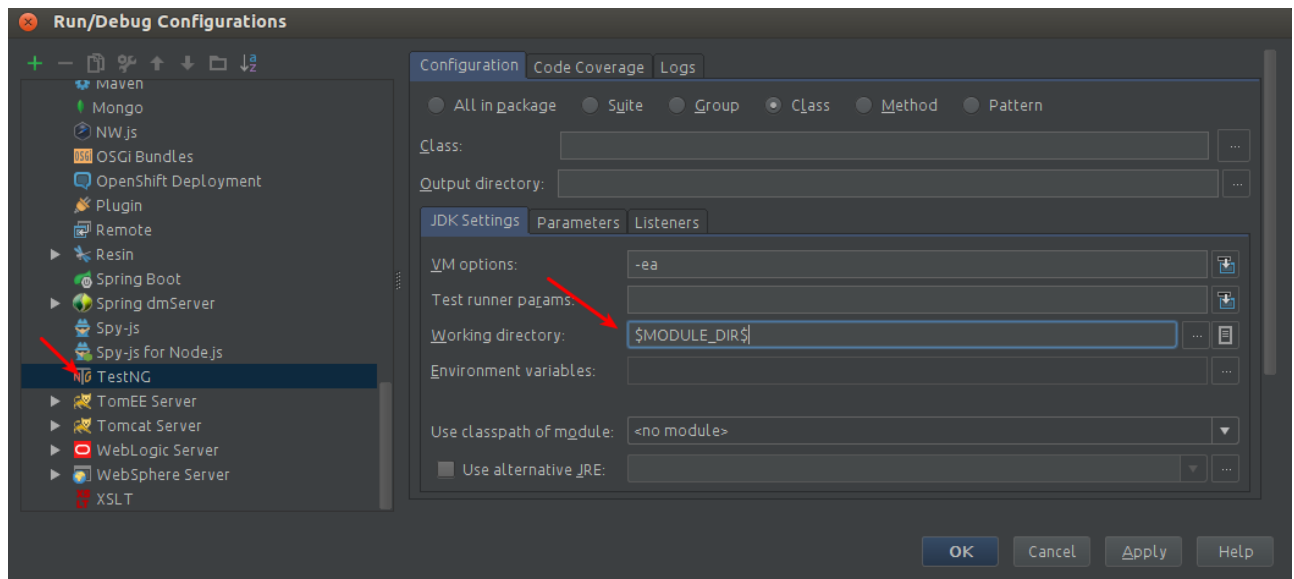 Run/Debug Configurations
Maven
Mongo
NW.js
OSGi Bundles
OpenShift Deployment
Plugin
Remote
Resin
Spring Boot
Spring dmServer
Spy-js
Spy-js for Node.js
TestNG
TomEE Server
Tomcat Server
WebLogic Server
WebSphere Server
XSLT
Configuration Code Coverage Logs
All in package Suite Group Class Method Pattern
Class: ...
Output directory: ...
JDK Settings Parameters Listeners
VM options: -ea
Test runner params:
Working directory: $MODULE_DIR$ ...
Environment variables: ...
Use classpath of module: <no module>
Use alternative JRE: ...
OK Cancel Apply Help